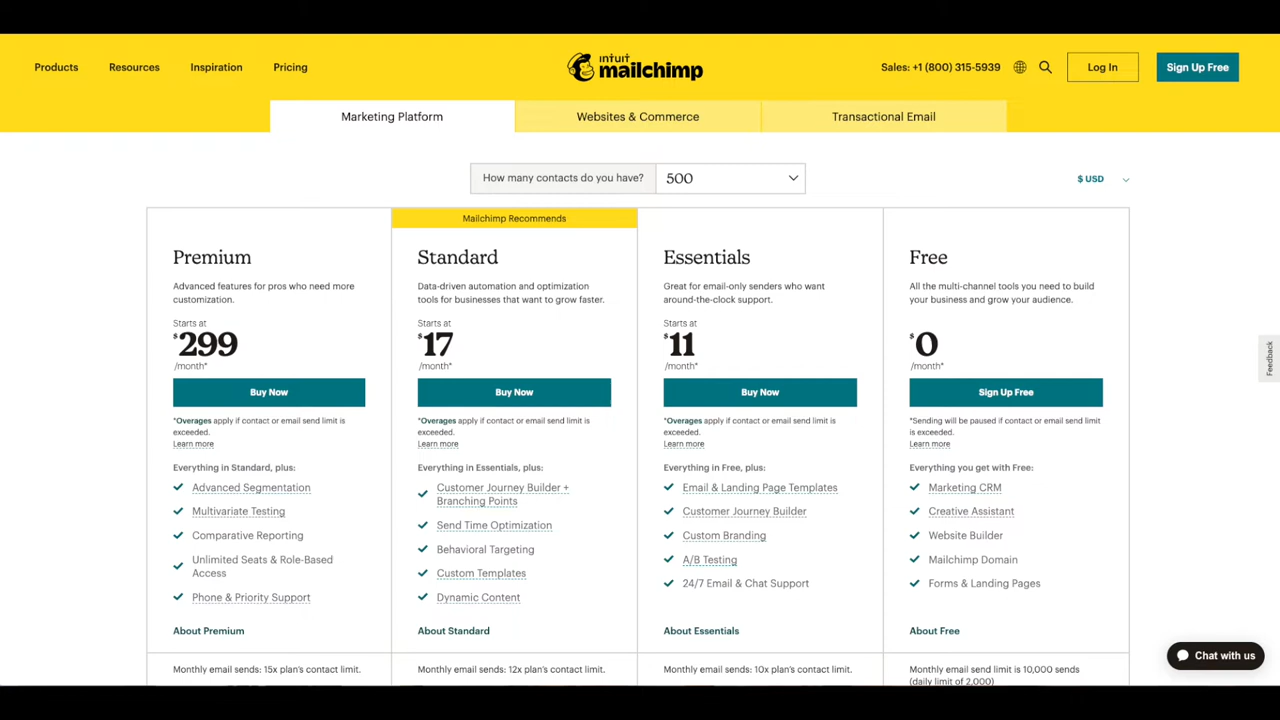 Products
Resources
Inspiration
Pricing
intuit
mailchimp
Sales: +1 (800) 315-5939
Log In
Sign Up Free
Marketing Platform
Websites & Commerce
Transactional Email
How many contacts do you have?
500
$ USD
Mailchimp Recommends
Premium
Advanced features for pros who need more
customization.
Starts at
$299
/month*
Buy Now
*Overages apply if contact or email send limit is
exceeded.
Learn more
Everything in Standard, plus:
Advanced Segmentation
Multivariate Testing
Comparative Reporting
Unlimited Seats & Role-Based
Access
Phone & Priority Support
About Premium
Monthly email sends: 15x plan's contact limit.
Standard
Data-driven automation and optimization
tools for businesses that want to grow faster.
Starts at
$17
/month*
Buy Now
*Overages apply if contact or email send limit is
exceeded.
Learn more
Everything in Essentials, plus:
Customer Journey Builder +
Branching Points
Send Time Optimization
Behavioral Targeting
Custom Templates
Dynamic Content
About Standard
Monthly email sends: 12x plan's contact limit.
Essentials
Great for email-only senders who want
around-the-clock support.
Starts at
$11
/month*
Buy Now
*Overages apply if contact or email send limit is
exceeded.
Learn more
Everything in Free, plus:
Email & Landing Page Templates
Customer Journey Builder
Custom Branding
A/B Testing
24/7 Email & Chat Support
About Essentials
Monthly email sends: 10x plan's contact limit.
Free
All the multi-channel tools you need to build
your business and grow your audience.
$0
/month*
Sign Up Free
*Sending will be paused if contact or email send limit
is exceeded.
Learn more
Everything you get with Free:
Marketing CRM
Creative Assistant
Website Builder
Mailchimp Domain
Forms & Landing Pages
About Free
Monthly email send limit is 10,000 sends
(daily limit of 2,000)
Feedback
Chat with us